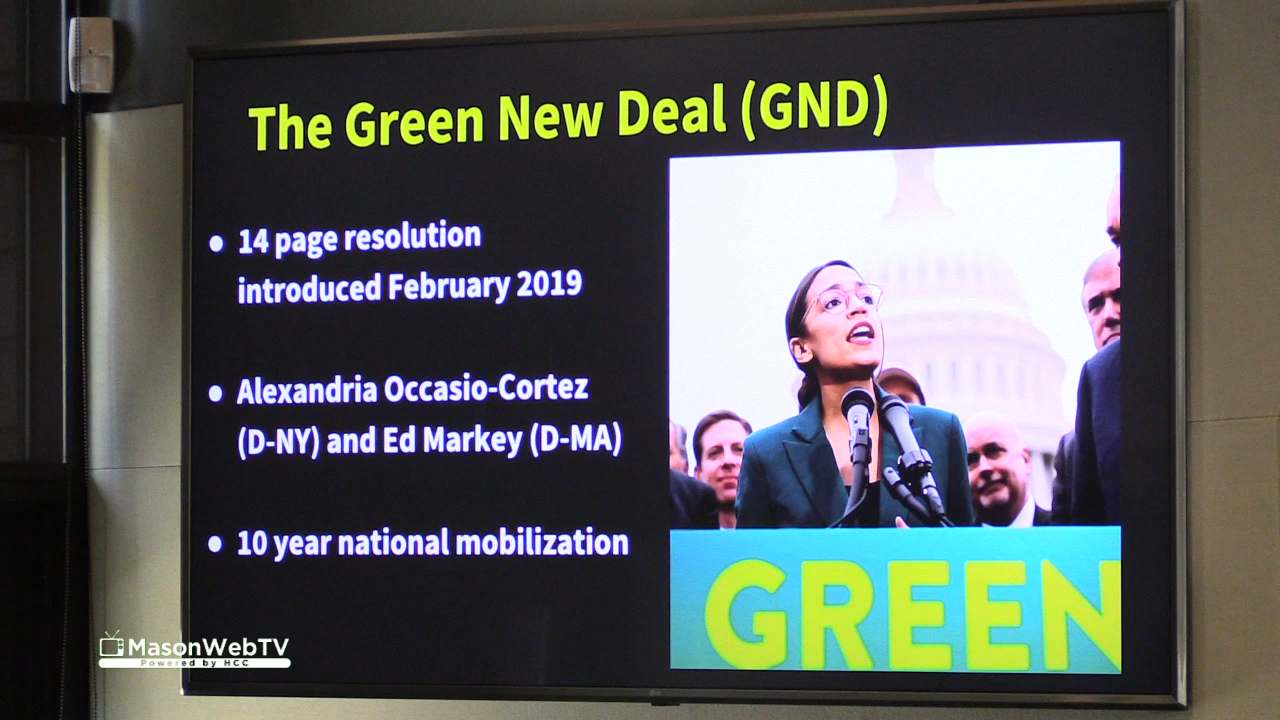 The Green New Deal (GND)
• 14 page resolution
introduced February 2019
• Alexandria Occasio-Cortez
(D-NY) and Ed Markey (D-MA)
• 10 year national mobilization
GREEN
MasonWebTV
Powered by HCC
LG